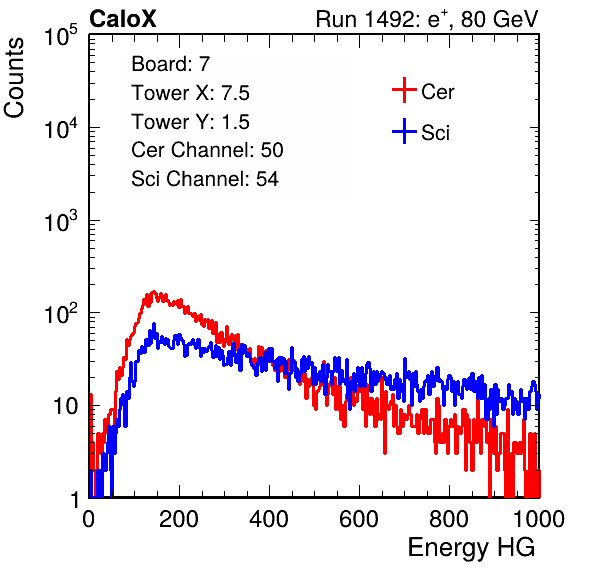 CaloX Run 1492: e⁺, 80 GeV
Counts
10⁵
10⁴
10³
10²
10
1
Board: 7
Tower X: 7.5
Tower Y: 1.5
Cer Channel: 50
Sci Channel: 54
Cer
Sci
0 200 400 600 800 1000
Energy HG